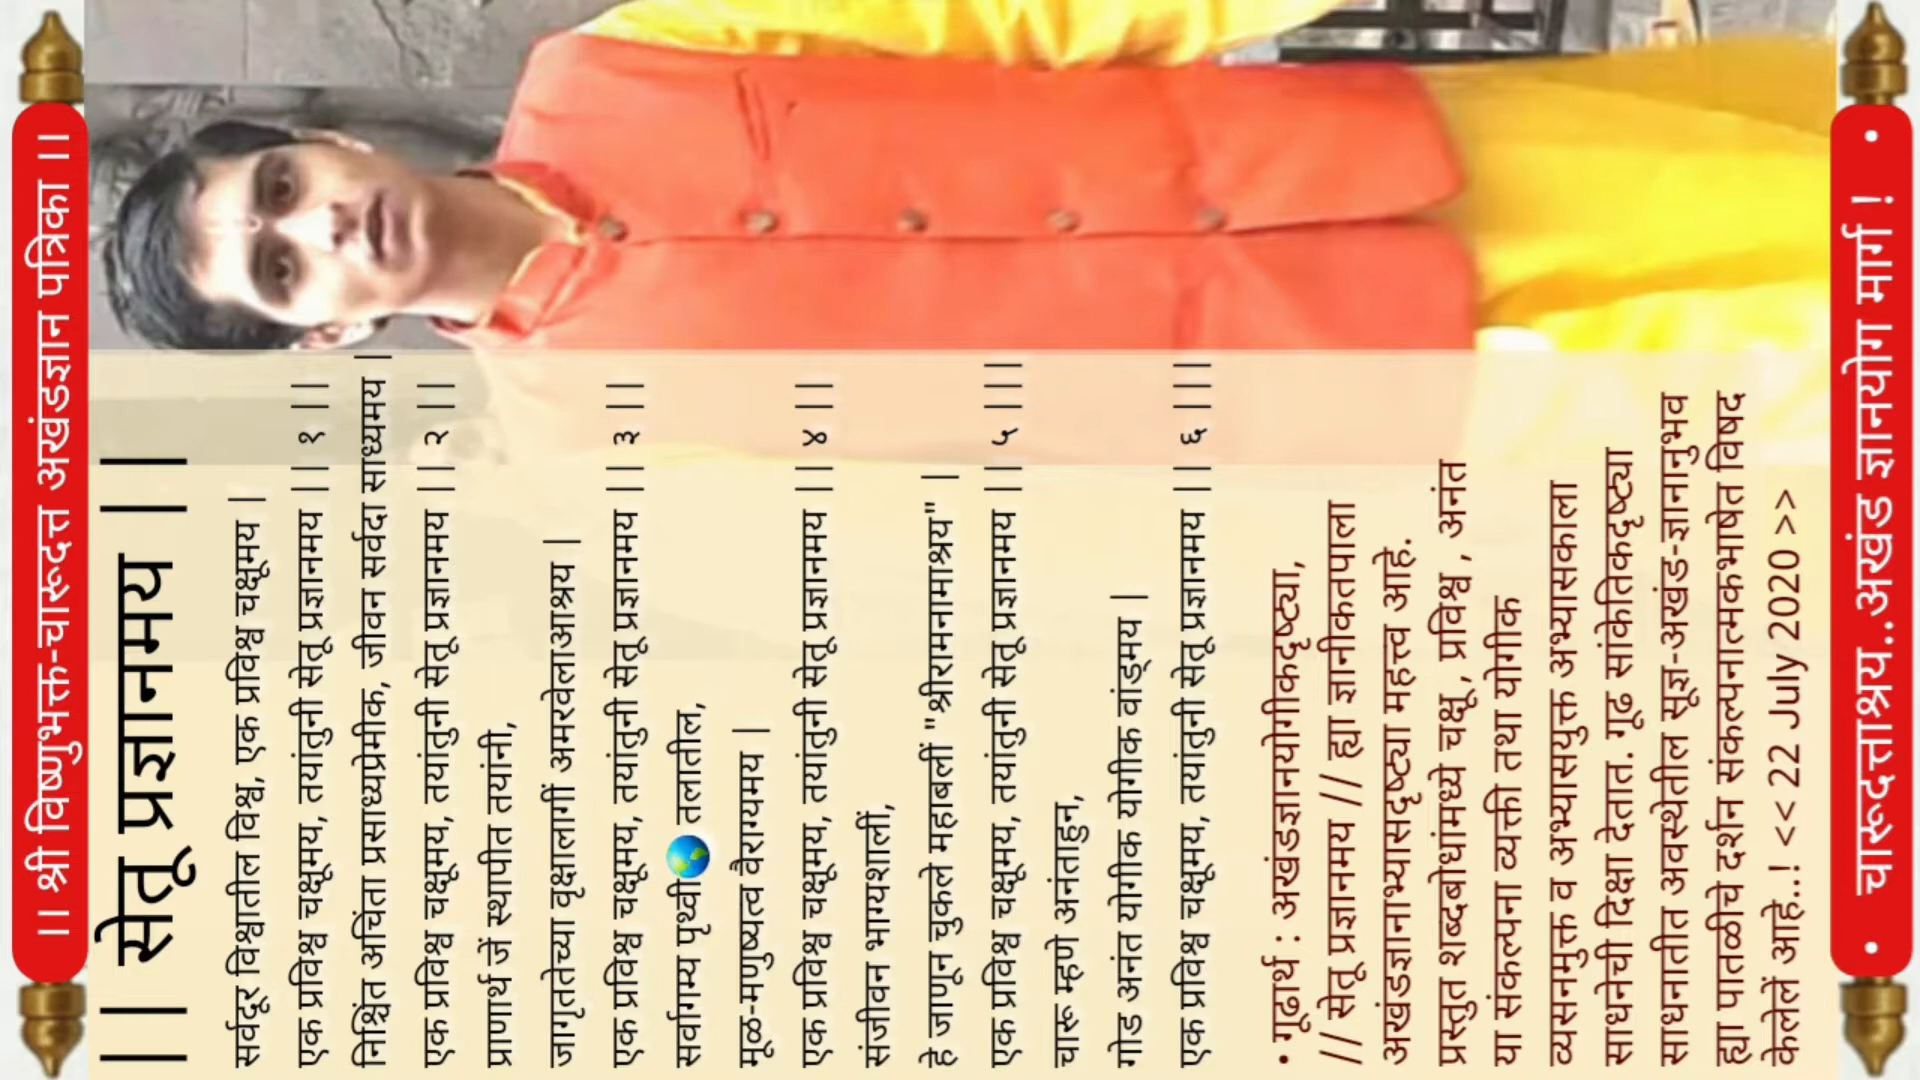 ।। श्री विष्णुभक्त-चारूदत्त अखंडज्ञान पत्रिका ।।
|| सेतू प्रज्ञानमय ||
सर्वदूर विश्वातील विश्व, एक प्रविश्व चक्षूमय |
एक प्रविश्व चक्षूमय, तयांतुनी सेतू प्रज्ञानमय || १ ||
निश्चिंत अचिंता प्रसाध्यप्रेमीक, जीवन सर्वदा साध्यमय |
एक प्रविश्व चक्षूमय, तयांतुनी सेतू प्रज्ञानमय || २ ||
प्राणार्थ जें स्थापीत तयांनी,
जागृततेच्या वृक्षालागीं अमरवेलाआश्रय |
एक प्रविश्व चक्षूमय, तयांतुनी सेतू प्रज्ञानमय || ३ ||
सर्वागम्य पृथ्वी🌏तलातील,
मूळ-मणुष्यत्व वैराग्यमय |
एक प्रविश्व चक्षूमय, तयांतुनी सेतू प्रज्ञानमय || ४ ||
संजीवन भाग्यशालीं,
हे जाणून चुकले महाबलीं "श्रीरामनामाश्रय" |
एक प्रविश्व चक्षूमय, तयांतुनी सेतू प्रज्ञानमय || ५ |||
चारू म्हणे अनंताहुन,
गोड अनंत योगीक योगीक वांड्मय |
एक प्रविश्व चक्षूमय, तयांतुनी सेतू प्रज्ञानमय || ६ |||
• गूढार्थ : अखंडज्ञानयोगीकदृष्ट्या,
// सेतू प्रज्ञानमय // ह्या ज्ञानीकतपाला
अखंडज्ञानाभ्यासदृष्ट्या महत्त्व आहे.
प्रस्तुत शब्दबोधांमध्ये चक्षू , प्रविश्व , अनंत
या संकल्पना व्यक्ती तथा योगीक
व्यसनमुक्त व अभ्यासयुक्त अभ्यासकाला
साधनेची दिक्षा देतात. गूढ सांकेतिकदृष्ट्या
साधनातीत अवस्थेतील सूज्ञ-अखंड-ज्ञानानुभव
ह्या पातळीचे दर्शन संकल्पनात्मकभाषेत विषद
केलेलें आहे..! << 22 July 2020 >>
• चारूदत्ताश्रय..अखंड ज्ञानयोग मार्ग ! •